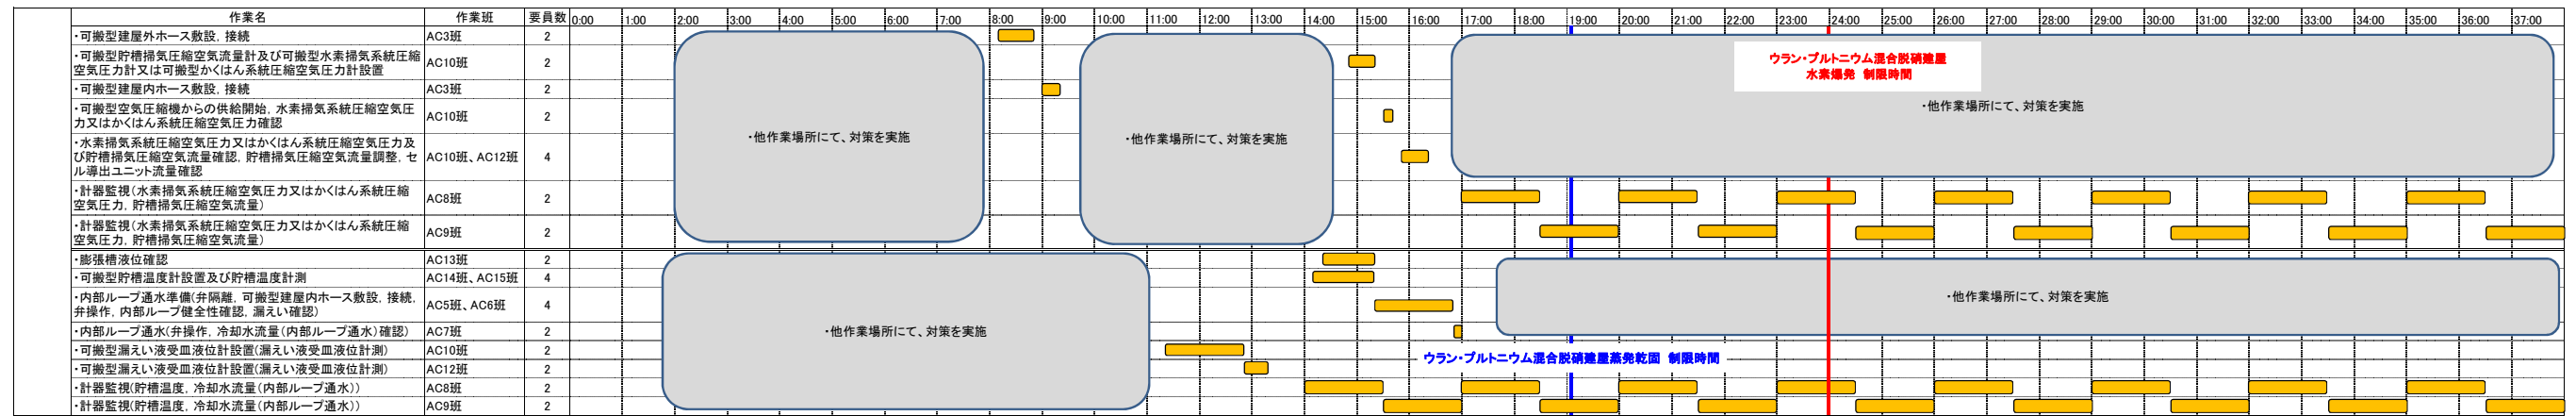 作業名 作業班 要員数 0:00 1:00 2:00 3:00 4:00 5:00 6:00 7:00 8:00 9:00 10:00 11:00 12:00 13:00 14:00 15:00 16:00 17:00 18:00 19:00 20:00 21:00 22:00 23:00 24:00 25:00 26:00 27:00 28:00 29:00 30:00 31:00 32:00 33:00 34:00 35:00 36:00 37:00
・可搬型建屋外ホース敷設，接続 AC3班 2
・可搬型貯槽掃気圧縮空気流量計及び可搬型水素掃気系統圧縮
空気圧力計又は可搬型かくはん系統圧縮空気圧力計設置 AC10班 2
・可搬型建屋内ホース敷設，接続 AC3班 2
・可搬型空気圧縮機からの供給開始，水素掃気系統圧縮空気圧
力又はかくはん系統圧縮空気圧力確認 AC10班 2
・水素掃気系統圧縮空気圧力又はかくはん系統圧縮空気圧力及
び貯槽掃気圧縮空気流量確認，貯槽掃気圧縮空気流量調整，セ
ル導出ユニット流量確認 AC10班、AC12班 4
・計器監視（水素掃気系統圧縮空気圧力又はかくはん系統圧縮
空気圧力，貯槽掃気圧縮空気流量） AC8班 2
・計器監視（水素掃気系統圧縮空気圧力又はかくはん系統圧縮
空気圧力，貯槽掃気圧縮空気流量） AC9班 2
・他作業場所にて、対策を実施
・他作業場所にて、対策を実施
ウラン・プルトニウム混合脱硝建屋
水素爆発 制限時間
・他作業場所にて、対策を実施
・膨張槽液位確認 AC13班 2
・可搬型貯槽温度計設置及び貯槽温度計測 AC14班、AC15班 4
・内部ループ通水準備（弁隔離，可搬型建屋内ホース敷設，接続，
弁操作，内部ループ健全性確認，漏えい確認） AC5班、AC6班 4
・内部ループ通水（弁操作，冷却水流量（内部ループ通水）確認） AC7班 2
・可搬型漏えい液受皿液位計設置（漏えい液受皿液位計測） AC10班 2
・可搬型漏えい液受皿液位計設置（漏えい液受皿液位計測） AC12班 2
・計器監視（貯槽温度，冷却水流量（内部ループ通水）） AC8班 2
・計器監視（貯槽温度，冷却水流量（内部ループ通水）） AC9班 2
・他作業場所にて、対策を実施
・他作業場所にて、対策を実施
ウラン・プルトニウム混合脱硝建屋蒸発乾固 制限時間